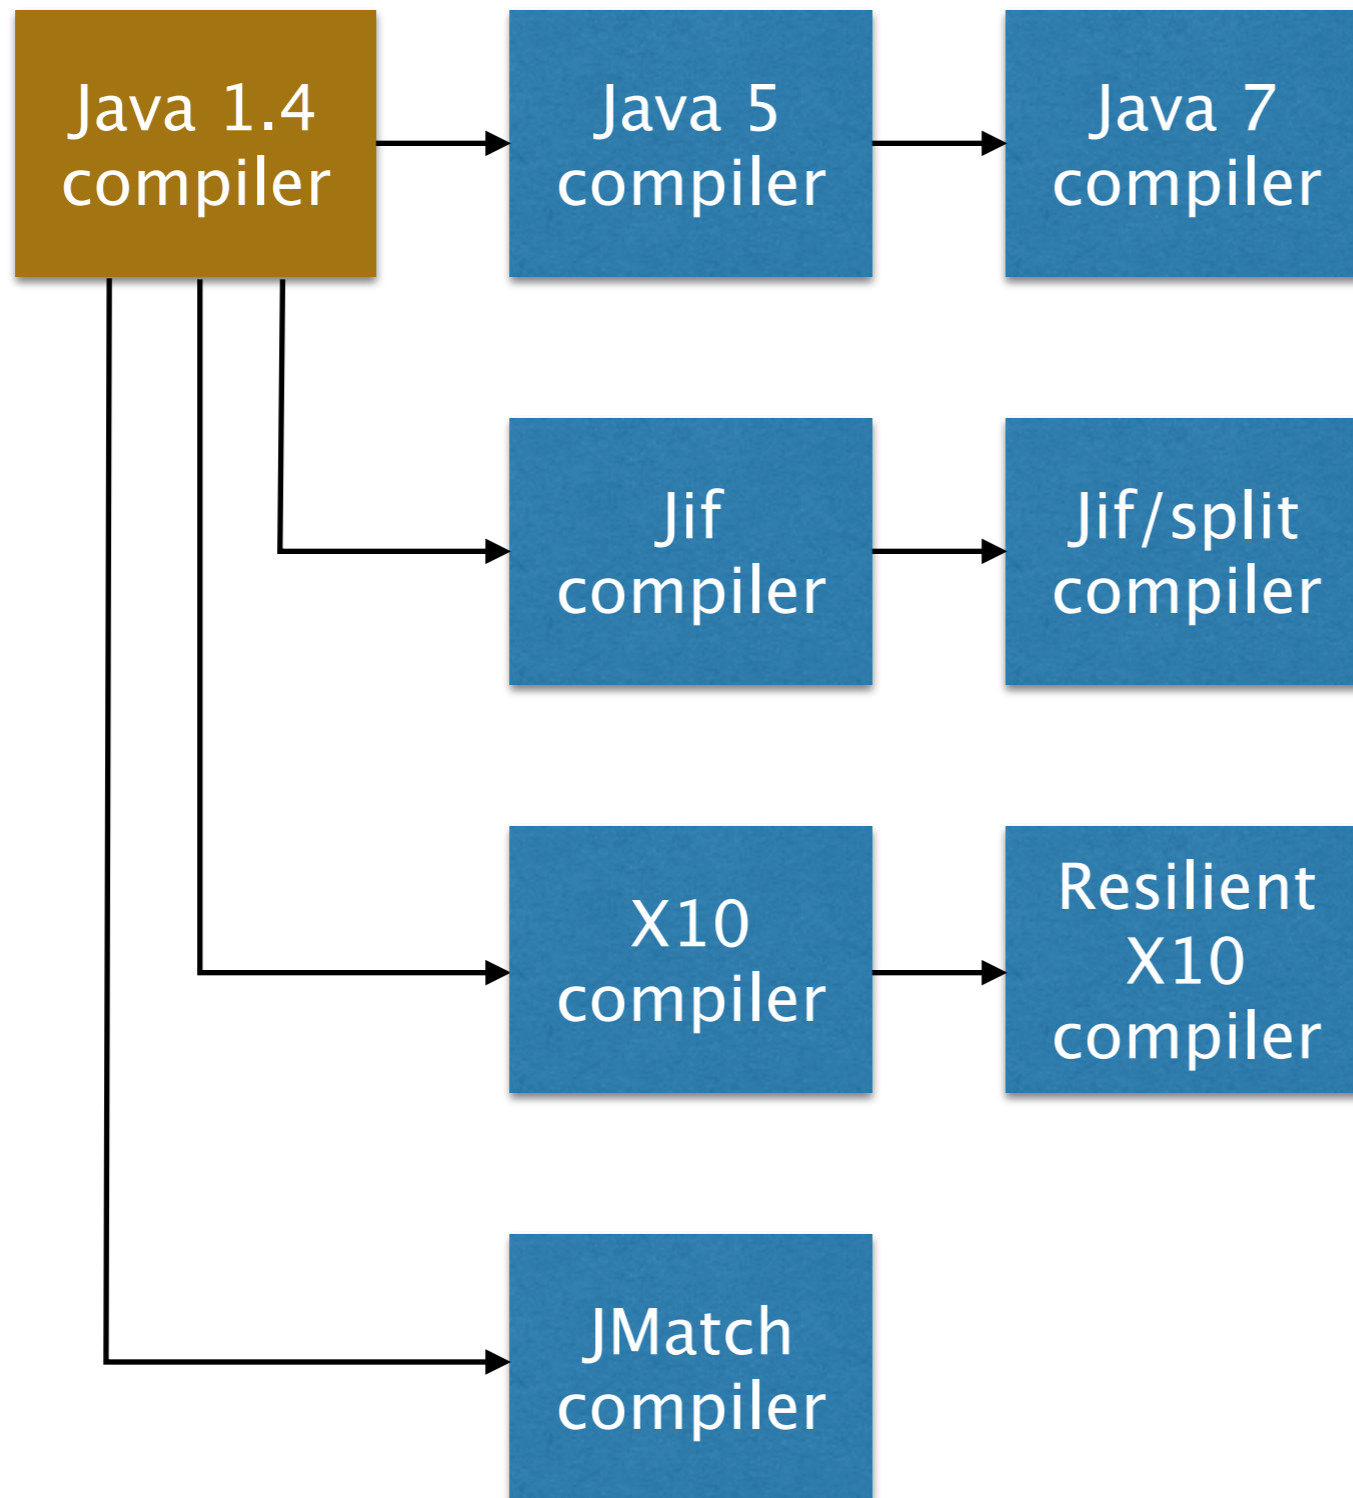 Java 1.4
compiler
Java 5
compiler
Java 7
compiler
Jif
compiler
Jif/split
compiler
X10
compiler
Resilient
X10
compiler
JMatch
compiler